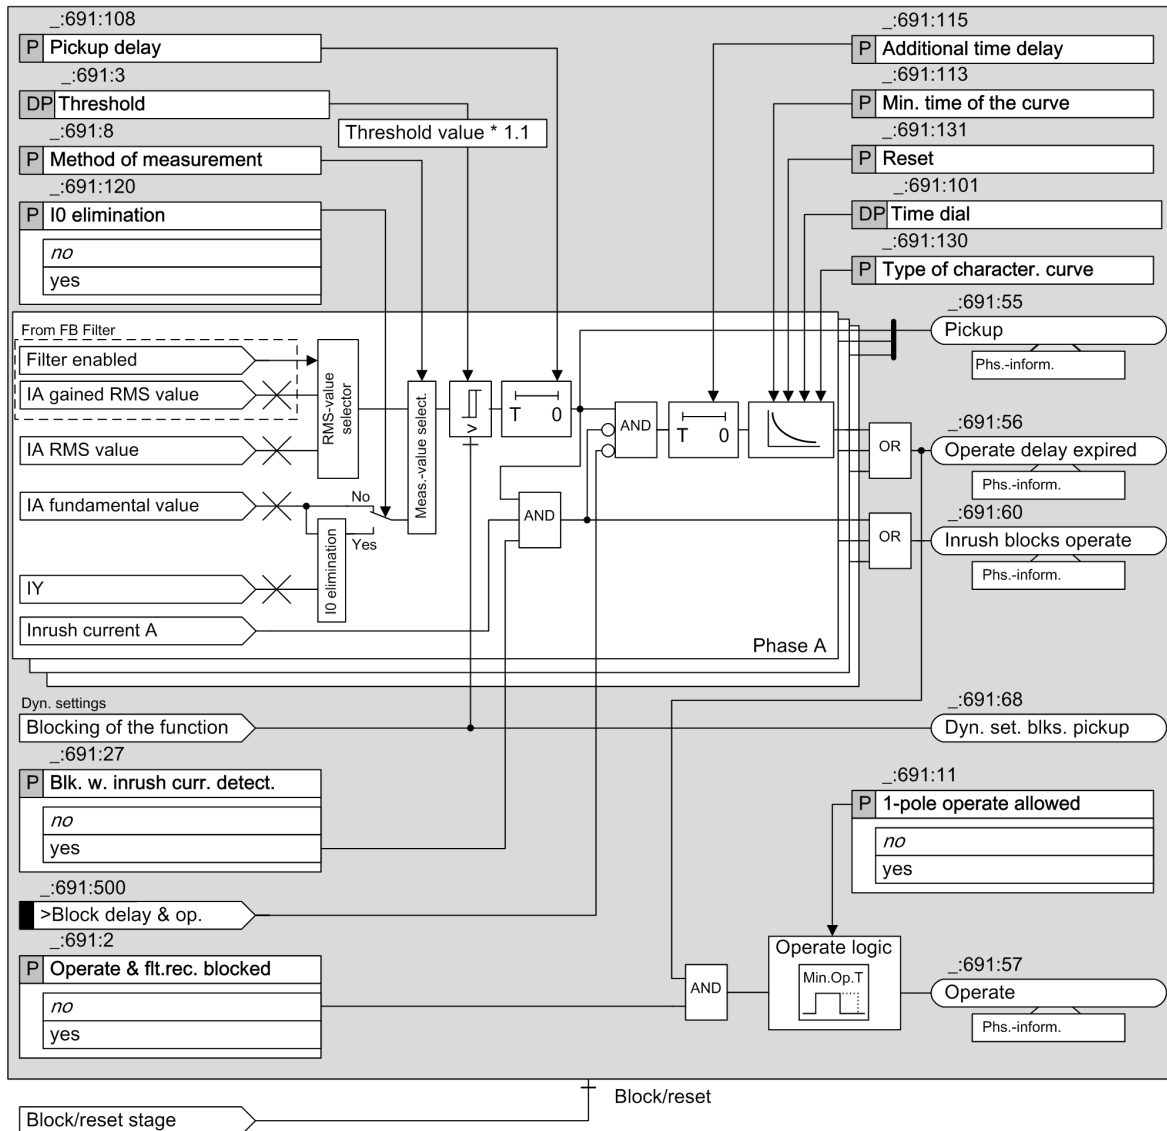 _:691:108
P Pickup delay
_:691:3
DP Threshold
Threshold value * 1.1
_:691:8
P Method of measurement
_:691:120
P I0 elimination
no
yes
_:691:115
P Additional time delay
_:691:113
P Min. time of the curve
_:691:131
P Reset
_:691:101
DP Time dial
_:691:130
P Type of character. curve
From FB Filter
Filter enabled
IA gained RMS value
IA RMS value
IA fundamental value
IY
Inrush current A
RMS-value
selector
No
Yes
I0 elimination
Meas.-value select.
>
T 0
AND
AND
T 0
Phase A
OR
OR
_:691:55
Pickup
Phs.-inform.
_:691:56
Operate delay expired
Phs.-inform.
_:691:60
Inrush blocks operate
Phs.-inform.
Dyn. settings
Blocking of the function
_:691:68
Dyn. set. blks. pickup
_:691:27
P Blk. w. inrush curr. detect.
no
yes
_:691:11
P 1-pole operate allowed
no
yes
_:691:500
>Block delay & op.
_:691:2
P Operate & flt.rec. blocked
no
yes
AND
Operate logic
Min.Op.T
_:691:57
Operate
Phs.-inform.
Block/reset
Block/reset stage